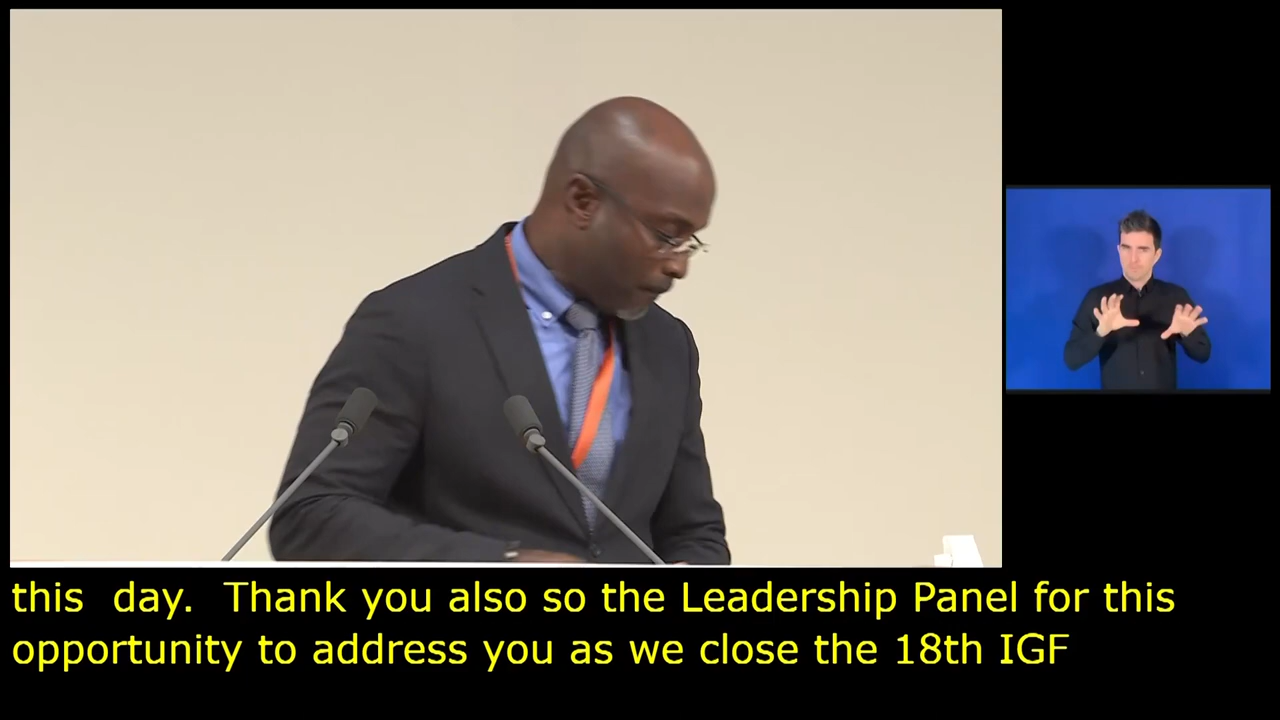 this  day.  Thank you also so the Leadership Panel for this
opportunity to address you as we close the 18th IGF